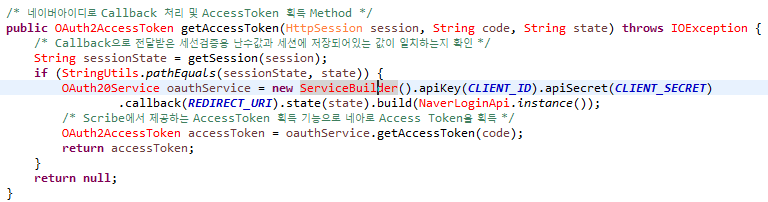 /* 네이버아이디로 Callback 처리 및 AccessToken 획득 Method */
public OAuth2AccessToken getAccessToken(HttpSession session, String code, String state) throws IOException {
/* Callback으로 전달받은 세선검증용 난수값과 세션에 저장되어있는 값이 일치하는지 확인 */
String sessionState = getSession(session);
if (StringUtils.pathEquals(sessionState, state)) {
OAuth20Service oauthService = new ServiceBuilder().apiKey(CLIENT_ID).apiSecret(CLIENT_SECRET)
.callback(REDIRECT_URI).state(state).build(NaverLoginApi.instance());
/* Scribe에서 제공하는 AccessToken 획득 기능으로 네아로 Access Token을 획득 */
OAuth2AccessToken accessToken = oauthService.getAccessToken(code);
return accessToken;
}
return null;
}